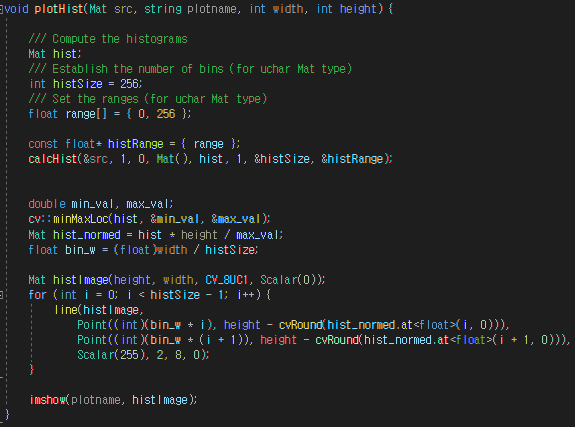 void plotHist(Mat src, string plotname, int width, int height) {
/// Compute the histograms
Mat hist;
/// Establish the number of bins (for uchar Mat type)
int histSize = 256;
/// Set the ranges (for uchar Mat type)
float range[] = { 0, 256 };
const float* histRange = { range };
calcHist(&src, 1, 0, Mat(), hist, 1, &histSize, &histRange);
double min_val, max_val;
cv::minMaxLoc(hist, &min_val, &max_val);
Mat hist_normed = hist * height / max_val;
float bin_w = (float)width / histSize;
Mat histImage(height, width, CV_8UC1, Scalar(0));
for (int i = 0; i < histSize - 1; i++) {
line(histImage,
Point((int)(bin_w * i), height - cvRound(hist_normed.at<float>(i, 0))),
Point((int)(bin_w * (i + 1)), height - cvRound(hist_normed.at<float>(i + 1, 0))),
Scalar(255), 2, 8, 0);
}
imshow(plotname, histImage);
}